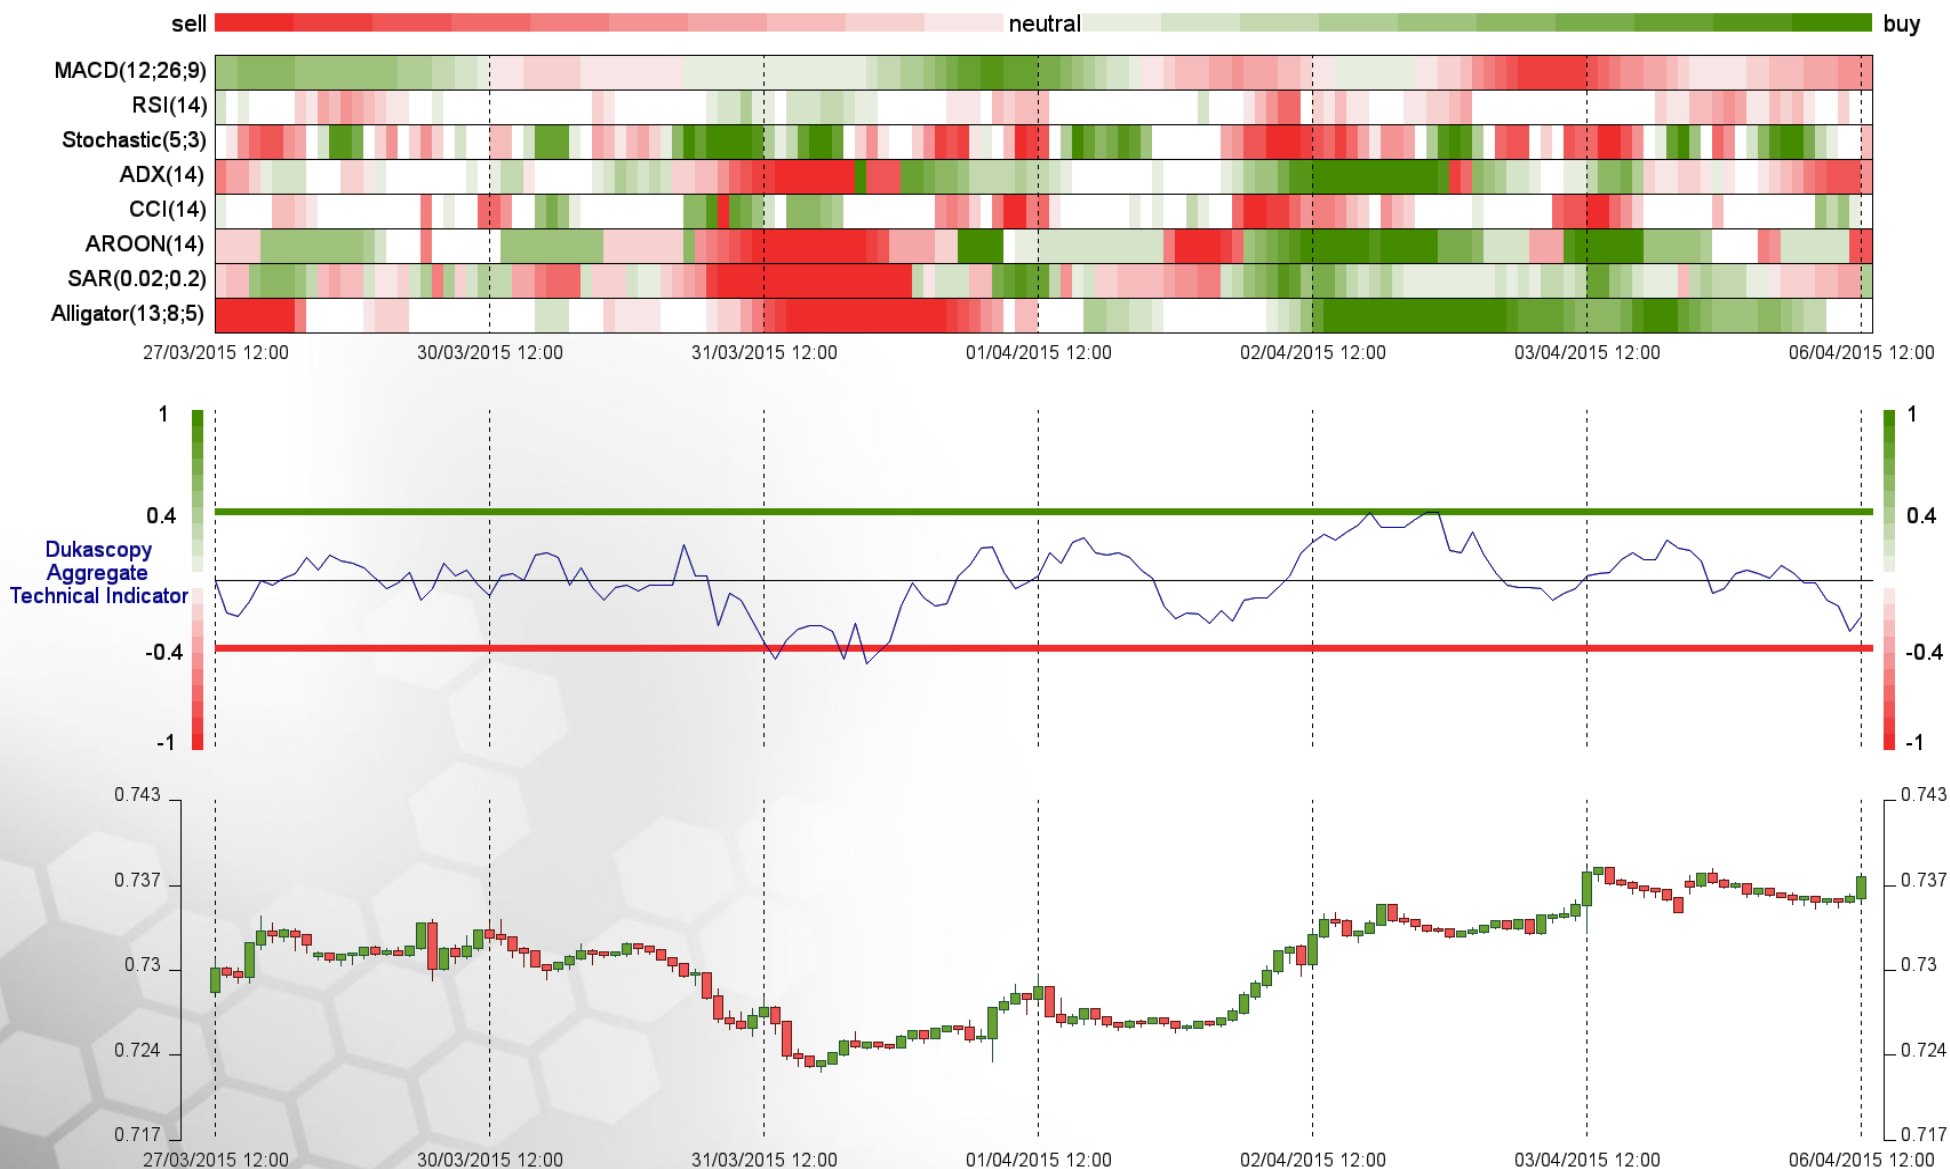 sell neutral buy
MACD(12;26;9)
RSI(14)
Stochastic(5;3)
ADX(14)
CCI(14)
AROON(14)
SAR(0.02;0.2)
Alligator(13;8;5)
27/03/2015 12:00 30/03/2015 12:00 31/03/2015 12:00 01/04/2015 12:00 02/04/2015 12:00 03/04/2015 12:00 06/04/2015 12:00
1 1
0.4 0.4
Dukascopy
Aggregate
Technical Indicator
-0.4 -0.4
-1 -1
0.743 0.743
0.737 0.737
0.73 0.73
0.724 0.724
0.717 0.717
27/03/2015 12:00 30/03/2015 12:00 31/03/2015 12:00 01/04/2015 12:00 02/04/2015 12:00 03/04/2015 12:00 06/04/2015 12:00